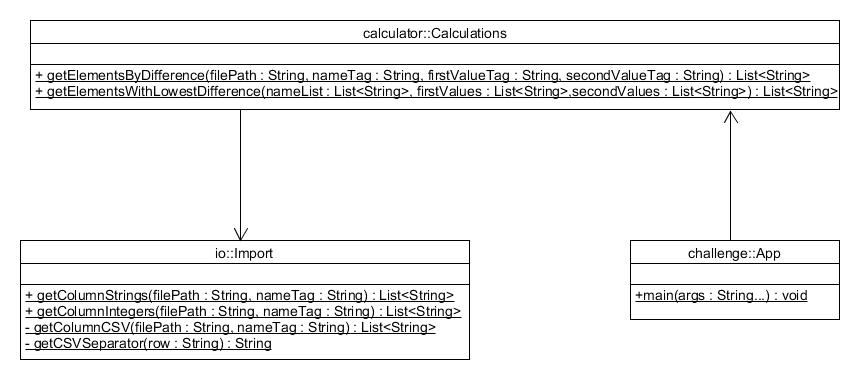 calculator::Calculations
+ getElementsByDifference(filePath : String, nameTag : String, firstValueTag : String, secondValueTag : String) : List<String>
+ getElementsWithLowestDifference(nameList : List<String>, firstValues : List<String>,secondValues : List<String>) : List<String>
io::Import
+ getColumnStrings(filePath : String, nameTag : String) : List<String>
+ getColumnIntegers(filePath : String, nameTag : String) : List<String>
- getColumnCSV(filePath : String, nameTag : String) : List<String>
- getCSVSeparator(row : String) : String
challenge::App
+main(args : String...) : void